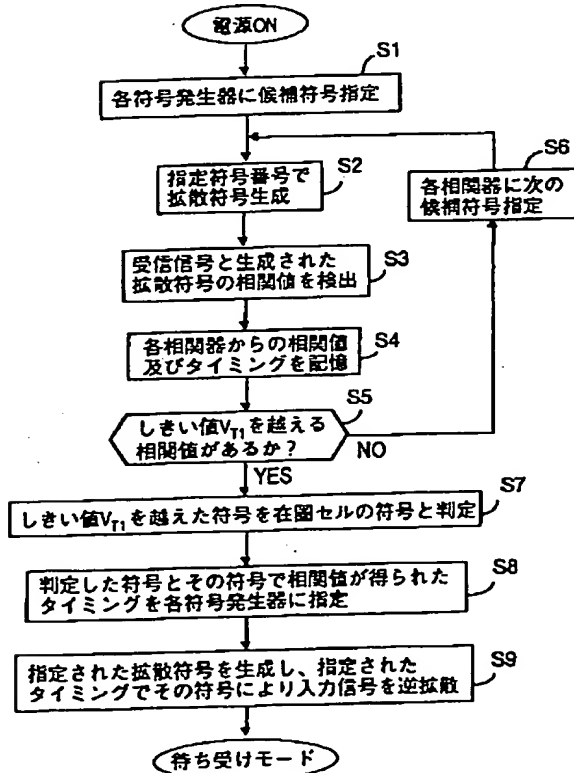 電源ON
S1
各符号発生器に候補符号指定
S2
指定符号番号で
拡散符号生成
S6
各相関器に次の
候補符号指定
S3
受信信号と生成された
拡散符号の相関値を検出
S4
各相関器からの相関値
及びタイミングを記憶
S5
しきい値VT1を越える
相関値があるか?
NO
YES
S7
しきい値VT1を越えた符号を在圏セルの符号と判定
S8
判定した符号とその符号で相関値が得られた
タイミングを各符号発生器に指定
S9
指定された拡散符号を生成し、指定された
タイミングでその符号により入力信号を逆拡散
待ち受けモード